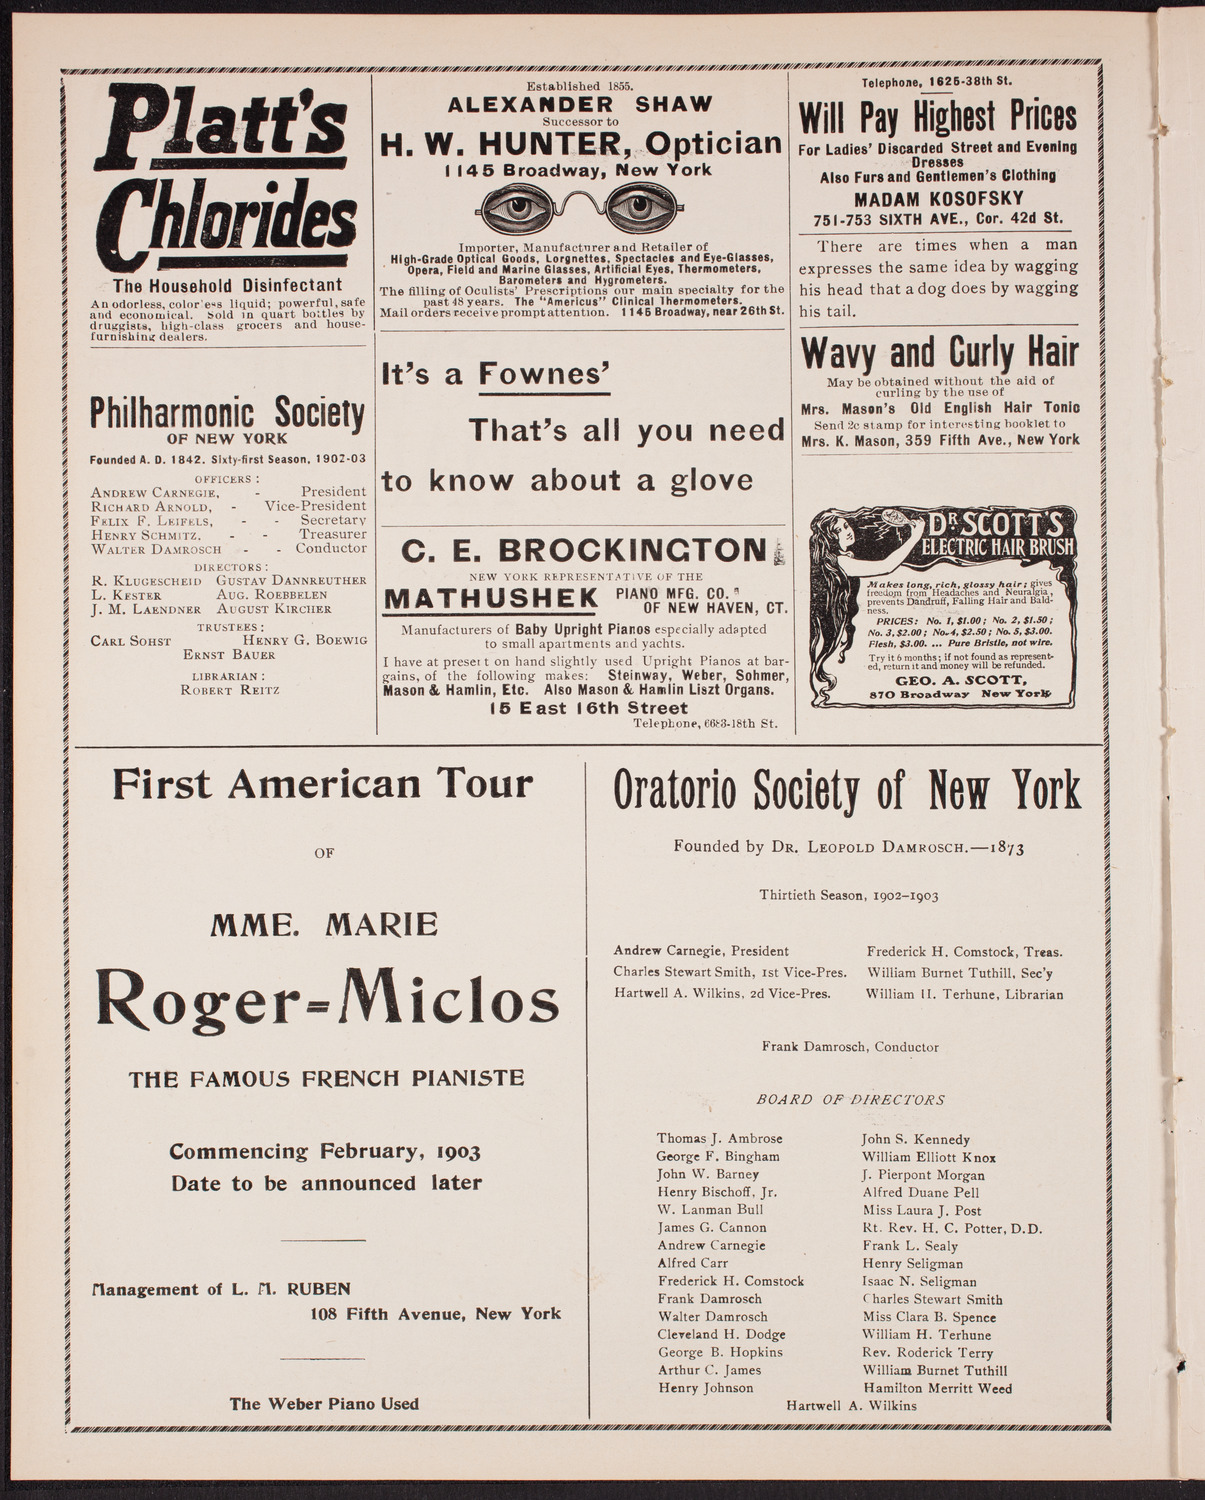 Platt's
Chlorides
The Household Disinfectant
An odorless, colorless liquid; powerful, safe
and economical. Sold in quart bottles by
druggists, high-class grocers and house-
furnishing dealers.
Philharmonic Society
OF NEW YORK
Founded A. D. 1842. Sixty-first Season, 1902-03
OFFICERS:
ANDREW CARNEGIE, - President
RICHARD ARNOLD, - Vice-President
FELIX F. LEIFELS, - - Secretary
HENRY SCHMITZ, - - Treasurer
WALTER DAMROSCH - - Conductor
DIRECTORS:
R. KLUGESCHEID GUSTAV DANNREUTHER
L. KESTER AUG. ROEBBELEN
J. M. LAENDNER AUGUST KIRCHER
TRUSTEES:
CARL SOHST HENRY G. BOEWIG
ERNST BAUER
LIBRARIAN:
ROBERT REITZ
Established 1855.
ALEXANDER SHAW
Successor to
H. W. HUNTER, Optician
1145 Broadway, New York
Importer, Manufacturer and Retailer of
High-Grade Optical Goods, Lorgnettes, Spectacles and Eye-Glasses,
Opera, Field and Marine Glasses, Artificial Eyes, Thermometers,
Barometers and Hygrometers.
The filling of Oculists' Prescriptions our main specialty for the
past 48 years. The "Americus" Clinical Thermometers.
Mail orders receive prompt attention. 1145 Broadway, near 26th St.
It's a Fownes'
That's all you need
to know about a glove
C. E. BROCKINGTON
NEW YORK REPRESENTATIVE OF THE
MATHUSHEK PIANO MFG. CO.
OF NEW HAVEN, CT.
Manufacturers of Baby Upright Pianos especially adapted
to small apartments and yachts.
I have at present on hand slightly used Upright Pianos at bar-
gains, of the following makes: Steinway, Weber, Sohmer,
Mason & Hamlin, Etc. Also Mason & Hamlin Liszt Organs.
15 East 16th Street
Telephone, 6683-18th St.
Telephone, 1625-38th St.
Will Pay Highest Prices
For Ladies' Discarded Street and Evening
Dresses
Also Furs and Gentlemen's Clothing
MADAM KOSOFSKY
751-753 SIXTH AVE., Cor. 42d St.
There are times when a man
expresses the same idea by wagging
his head that a dog does by wagging
his tail.
Wavy and Curly Hair
May be obtained without the aid of
curling by the use of
Mrs. Mason's Old English Hair Tonic
Send 2c stamp for interesting booklet to
Mrs. K. Mason, 359 Fifth Ave., New York
DR SCOTT'S
ELECTRIC HAIR BRUSH
Makes long, rich, glossy hair; gives
freedom from Headaches and Neuralgia,
prevents Dandruff, Falling Hair and Bald-
ness.
PRICES: No. 1, $1.00; No. 2, $1.50;
No. 3, $2.00; No. 4, $2.50; No. 5, $3.00.
Flesh, $3.00. ... Pure Bristle, not wire.
Try it 6 months; if not found as represent-
ed, return it and money will be refunded.
GEO. A. SCOTT,
870 Broadway New York
First American Tour
OF
MME. MARIE
Roger=Miclos
THE FAMOUS FRENCH PIANISTE
Commencing February, 1903
Date to be announced later
Management of L. M. RUBEN
108 Fifth Avenue, New York
The Weber Piano Used
Oratorio Society of New York
Founded by DR. LEOPOLD DAMROSCH.—1873
Thirtieth Season, 1902-1903
Andrew Carnegie, President Frederick H. Comstock, Treas.
Charles Stewart Smith, 1st Vice-Pres. William Burnet Tuthill, Sec'y
Hartwell A. Wilkins, 2d Vice-Pres. William H. Terhune, Librarian
Frank Damrosch, Conductor
BOARD OF DIRECTORS
Thomas J. Ambrose John S. Kennedy
George F. Bingham William Elliott Knox
John W. Barney J. Pierpont Morgan
Henry Bischoff, Jr. Alfred Duane Pell
W. Lanman Bull Miss Laura J. Post
James G. Cannon Rt. Rev. H. C. Potter, D.D.
Andrew Carnegie Frank L. Sealy
Alfred Carr Henry Seligman
Frederick H. Comstock Isaac N. Seligman
Frank Damrosch Charles Stewart Smith
Walter Damrosch Miss Clara B. Spence
Cleveland H. Dodge William H. Terhune
George B. Hopkins Rev. Roderick Terry
Arthur C. James William Burnet Tuthill
Henry Johnson Hamilton Merritt Weed
Hartwell A. Wilkins